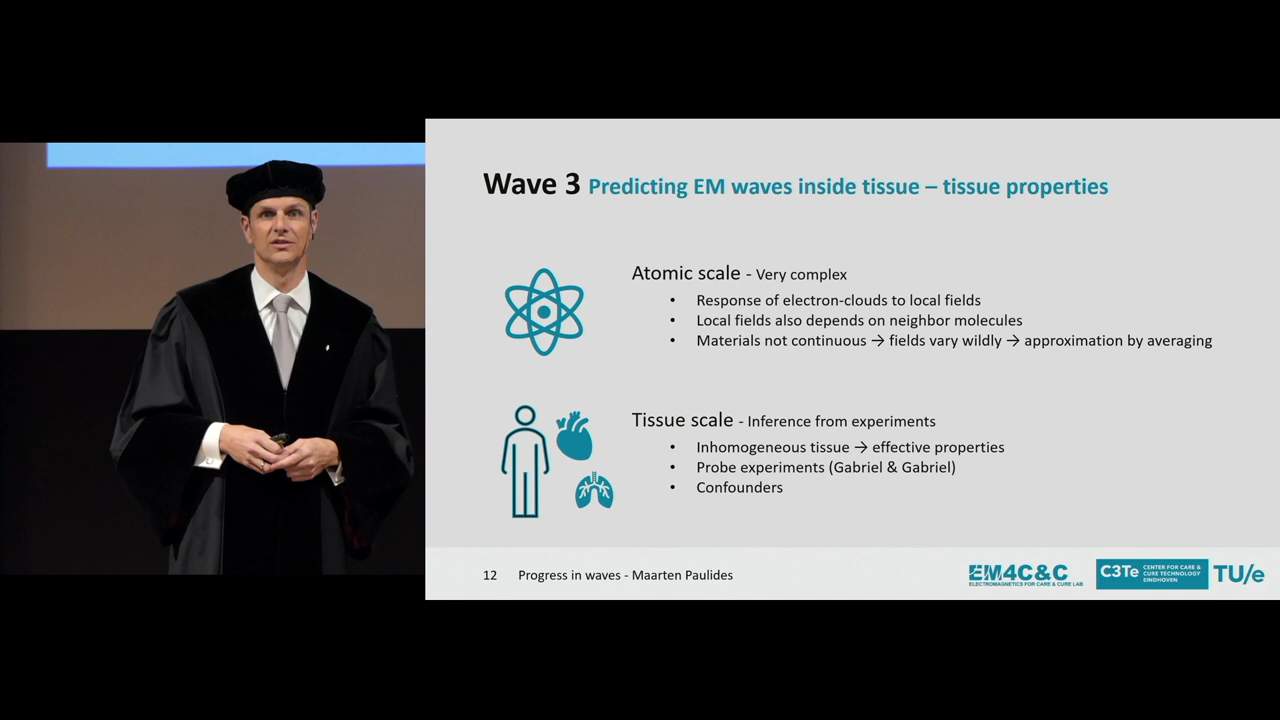 Wave 3 Predicting EM waves inside tissue – tissue properties
Atomic scale - Very complex
• Response of electron-clouds to local fields
• Local fields also depends on neighbor molecules
• Materials not continuous → fields vary wildly → approximation by averaging
Tissue scale - Inference from experiments
• Inhomogeneous tissue → effective properties
• Probe experiments (Gabriel & Gabriel)
• Confounders
12 Progress in waves - Maarten Paulides
EM4C&C
ELECTROMAGNETICS FOR CARE & CURE LAB
C3Te
CENTER FOR CARE &
CURE TECHNOLOGY
EINDHOVEN
TU/e